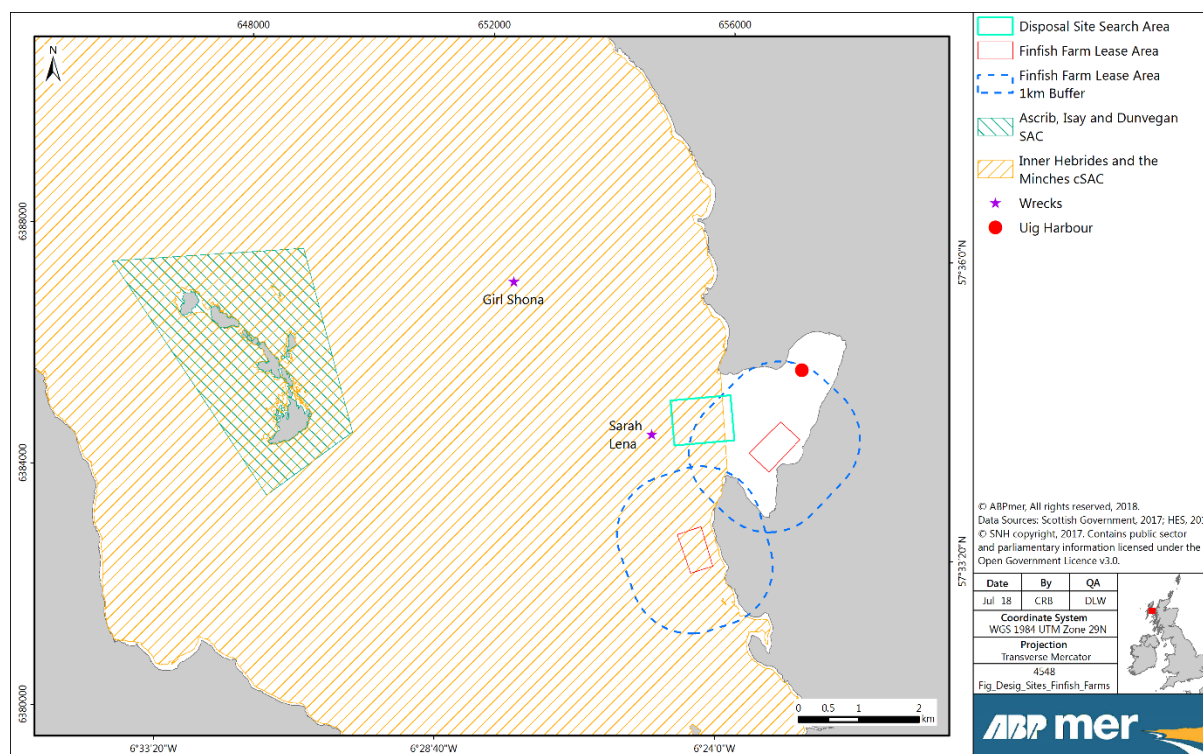 648000
652000
656000
N
6388000
6384000
6380000
57°36'0"N
57°33'20"N
6°33'20"W
6°28'40"W
6°24'0"W
Girl Shona
Sarah
Lena
0 0.5 1 2
km
Disposal Site Search Area
Finfish Farm Lease Area
Finfish Farm Lease Area
1km Buffer
Ascrib, Isay and Dunvegan
SAC
Inner Hebrides and the
Minches cSAC
Wrecks
Uig Harbour
© ABPmer, All rights reserved, 2018.
Data Sources: Scottish Government, 2017; HES,
© SNH copyright, 2017. Contains public sector
and parliamentary information licensed under the
Open Government Licence v3.0.
Date By QA
Jul 18 CRB DLW
Coordinate System
WGS 1984 UTM Zone 29N
Projection
Transverse Mercator
4548
Fig_Desig_Sites_Finfish_Farms
ABP mer